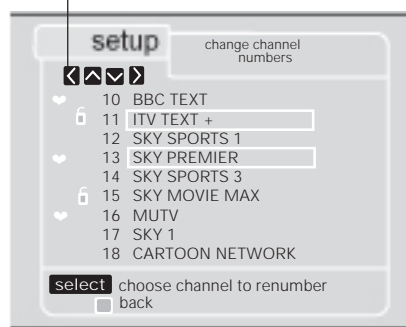 setup
change channel
numbers
10 BBC TEXT
11 ITV TEXT +
12 SKY SPORTS 1
13 SKY PREMIER
14 SKY SPORTS 3
15 SKY MOVIE MAX
16 MUTV
17 SKY 1
18 CARTOON NETWORK
select choose channel to renumber
back